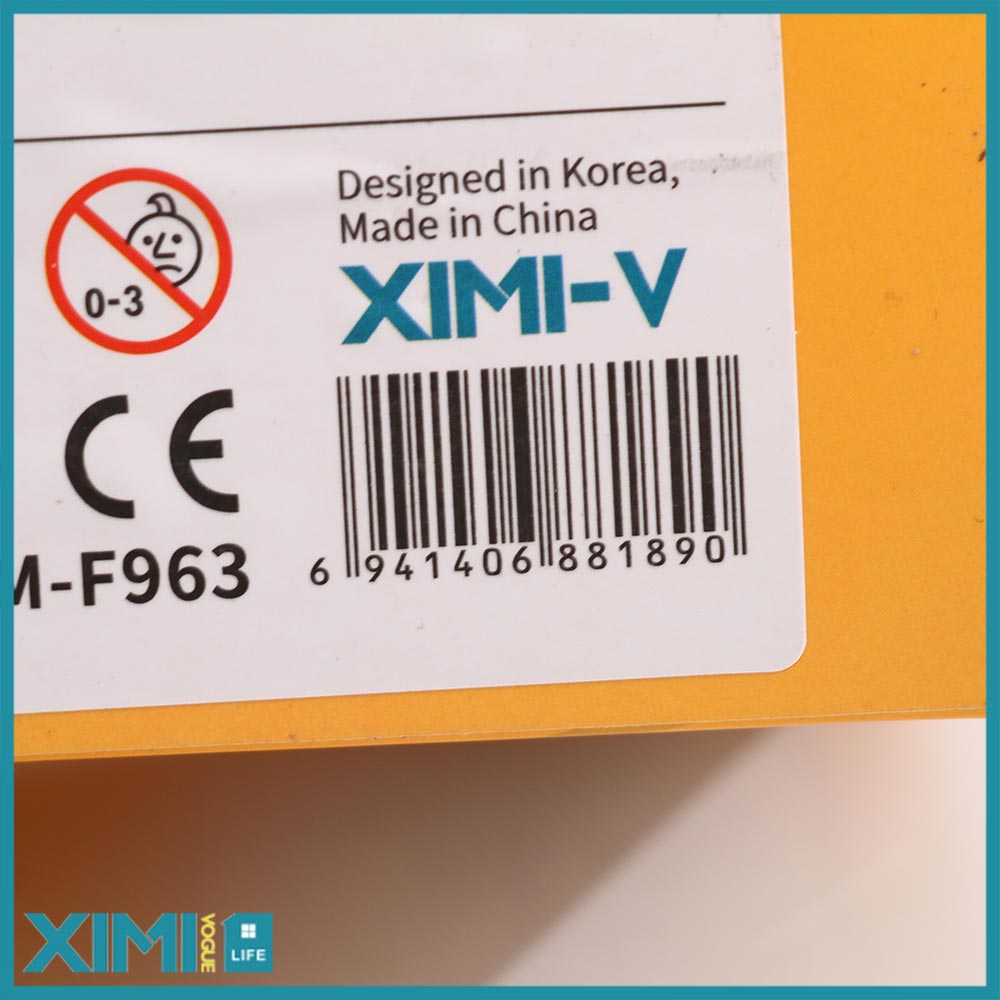 Designed in Korea,
Made in China
XIMI-V
0-3
CE
M-F963
6 941406 881890
XIMI
VOGUE
LIFE